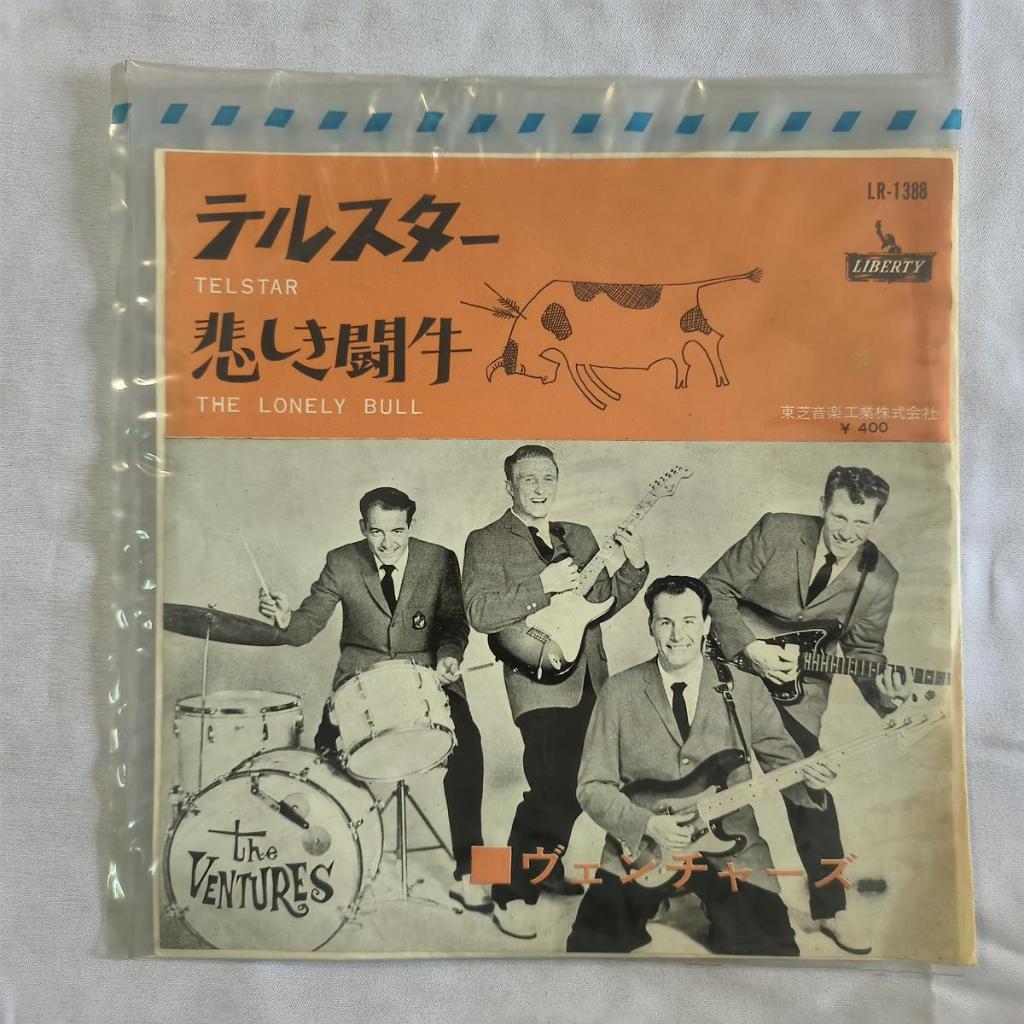 LR-1388
テルスター
TELSTAR
LIBERTY
悲しき闘牛
THE LONELY BULL
東芝音楽工業株式会社
¥ 400
the
VENTURES
■ヴェンチャーズ